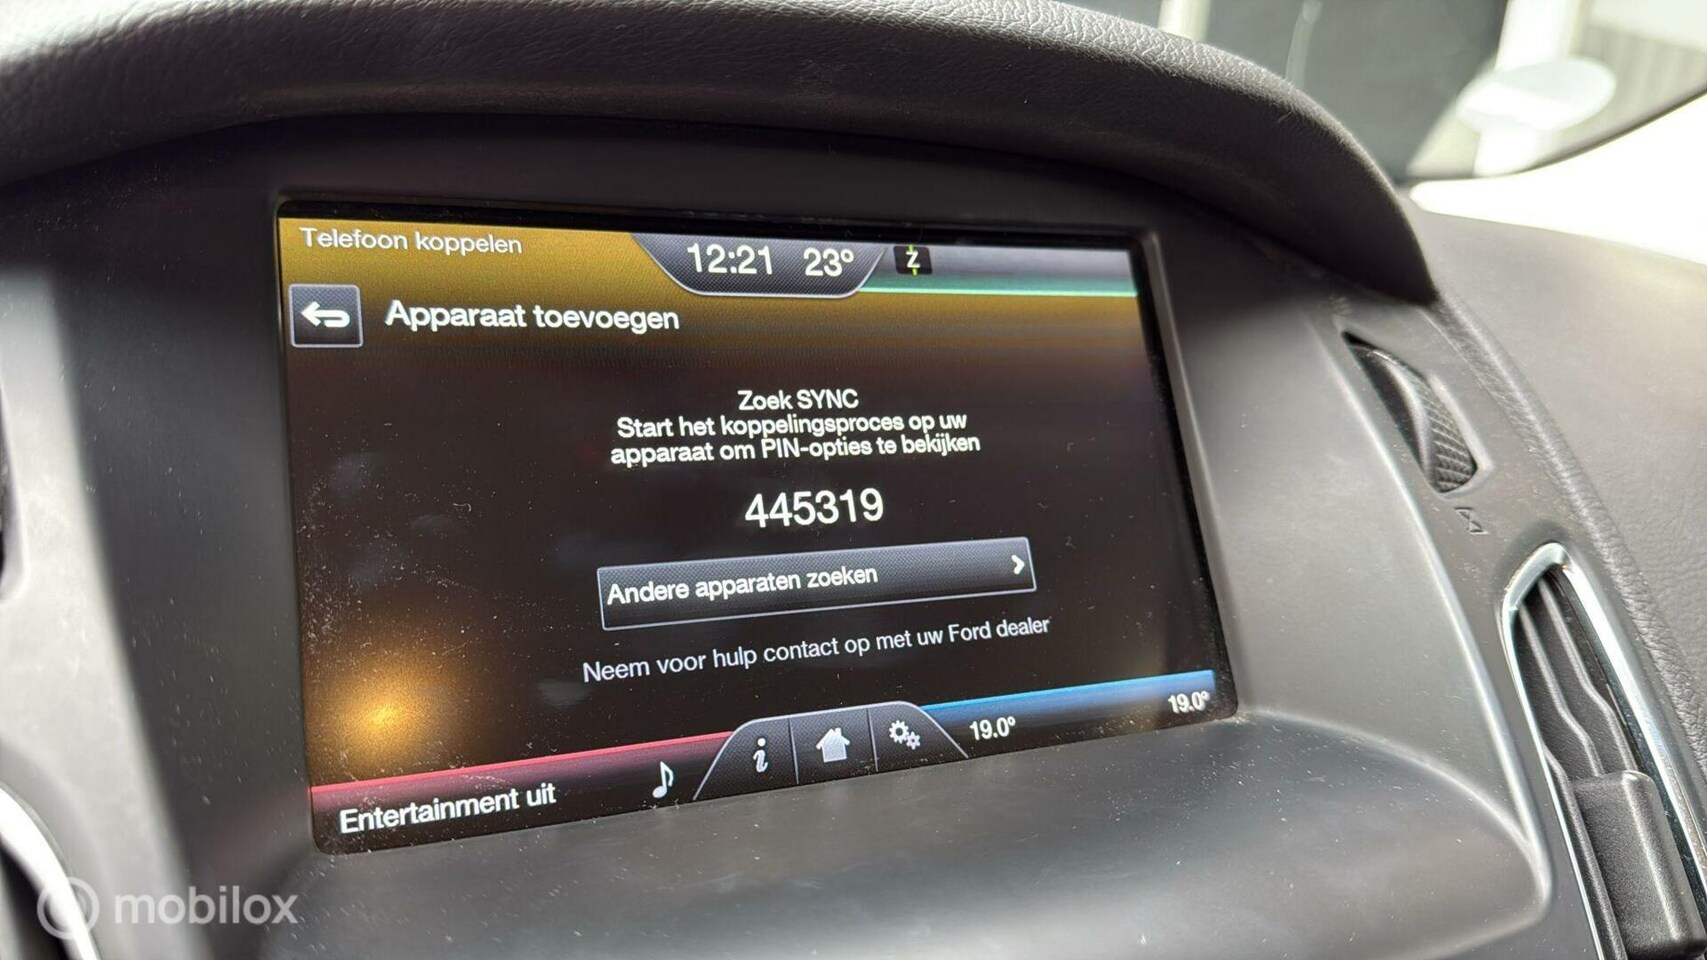 Telefoon koppelen
12:21 23°
Apparaat toevoegen
Zoek SYNC
Start het koppelingsproces op uw
apparaat om PIN-opties te bekijken
445319
Andere apparaten zoeken
Neem voor hulp contact op met uw Ford dealer
19.0° 19.0°
Entertainment uit
mobilox